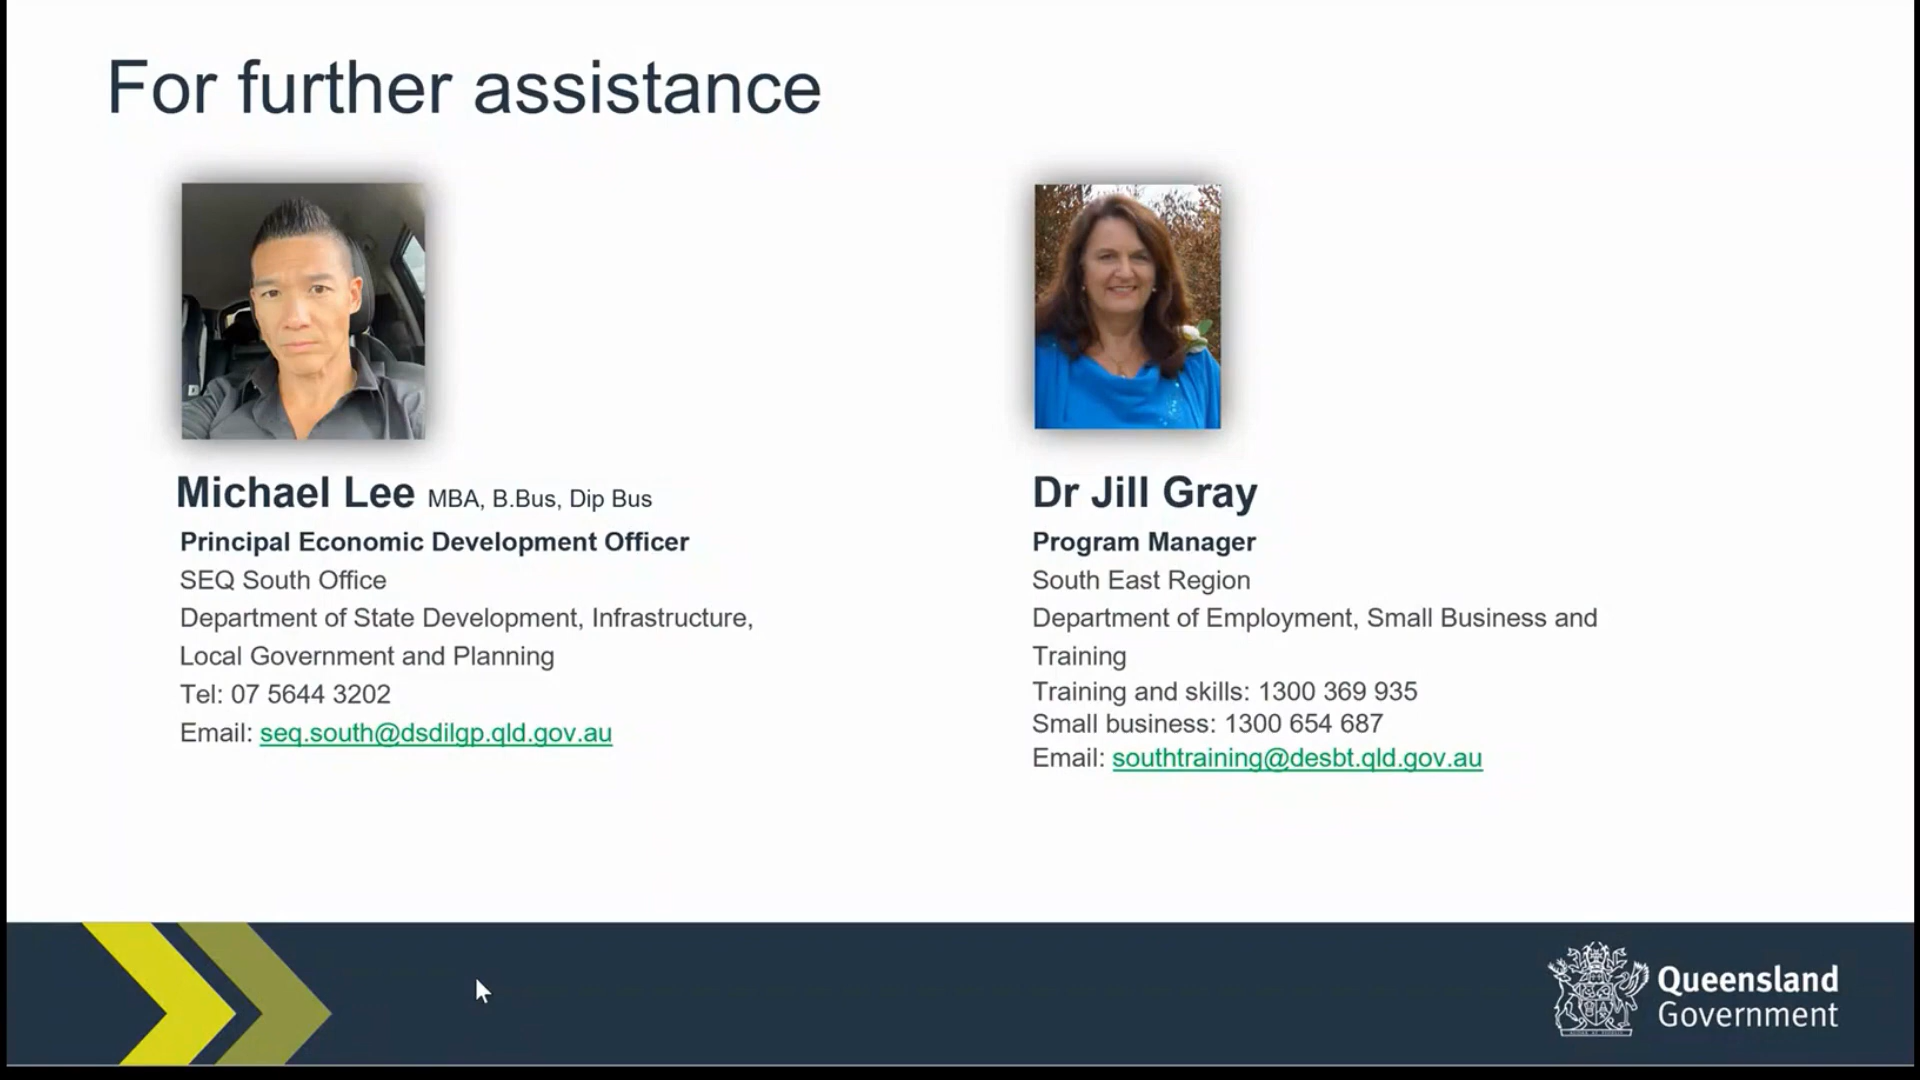 For further assistance
Michael Lee MBA, B.Bus, Dip Bus
Principal Economic Development Officer
SEQ South Office
Department of State Development, Infrastructure,
Local Government and Planning
Tel: 07 5644 3202
Email: seq.south@dsdilgp.qld.gov.au
Dr Jill Gray
Program Manager
South East Region
Department of Employment, Small Business and
Training
Training and skills: 1300 369 935
Small business: 1300 654 687
Email: southtraining@desbt.qld.gov.au
Queensland
Government